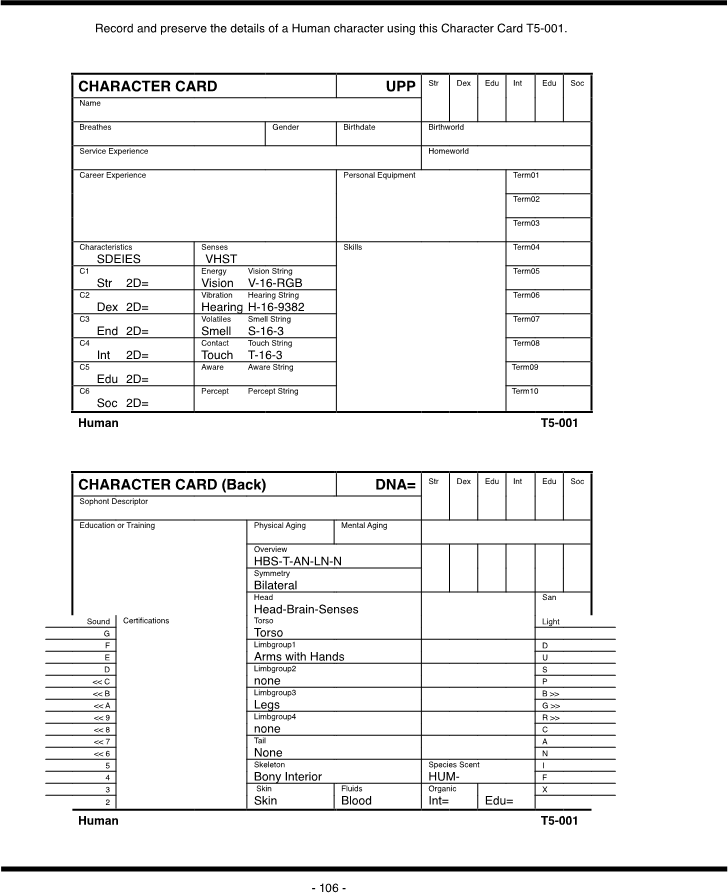 Record and preserve the details of a Human character using this Character Card T5-001.
CHARACTER CARD UPP Str Dex Edu Int Edu Soc
Name
Breathes Gender Birthdate Birthworld
Service Experience Homeworld
Career Experience Personal Equipment Term01
Term02
Term03
Characteristics Senses Skills Term04
SDEIES VHST
C1 Energy Vision String Term05
Str 2D= Vision V-16-RGB
C2 Vibration Hearing String Term06
Dex 2D= Hearing H-16-9382
C3 Volatiles Smell String Term07
End 2D= Smell S-16-3
C4 Contact Touch String Term08
Int 2D= Touch T-16-3
C5 Aware Aware String Term09
Edu 2D=
C6 Percept Percept String Term10
Soc 2D=
Human T5-001
CHARACTER CARD (Back) DNA= Str Dex Edu Int Edu Soc
Sophont Descriptor
Education or Training Physical Aging Mental Aging
Overview
HBS-T-AN-LN-N
Symmetry
Bilateral
Head San
Head-Brain-Senses
Sound Certifications Torso Light
G Torso
F Limbgroup1 D
E Arms with Hands U
D Limbgroup2 S
<< C none P
<< B Limbgroup3 B >>
<< A Legs G >>
<< 9 Limbgroup4 R >>
<< 8 none C
<< 7 Tail A
<< 6 None N
5 Skeleton Species Scent I
4 Bony Interior HUM- F
3 Skin Fluids Organic X
2 Skin Blood Int= Edu=
Human T5-001
- 106 -